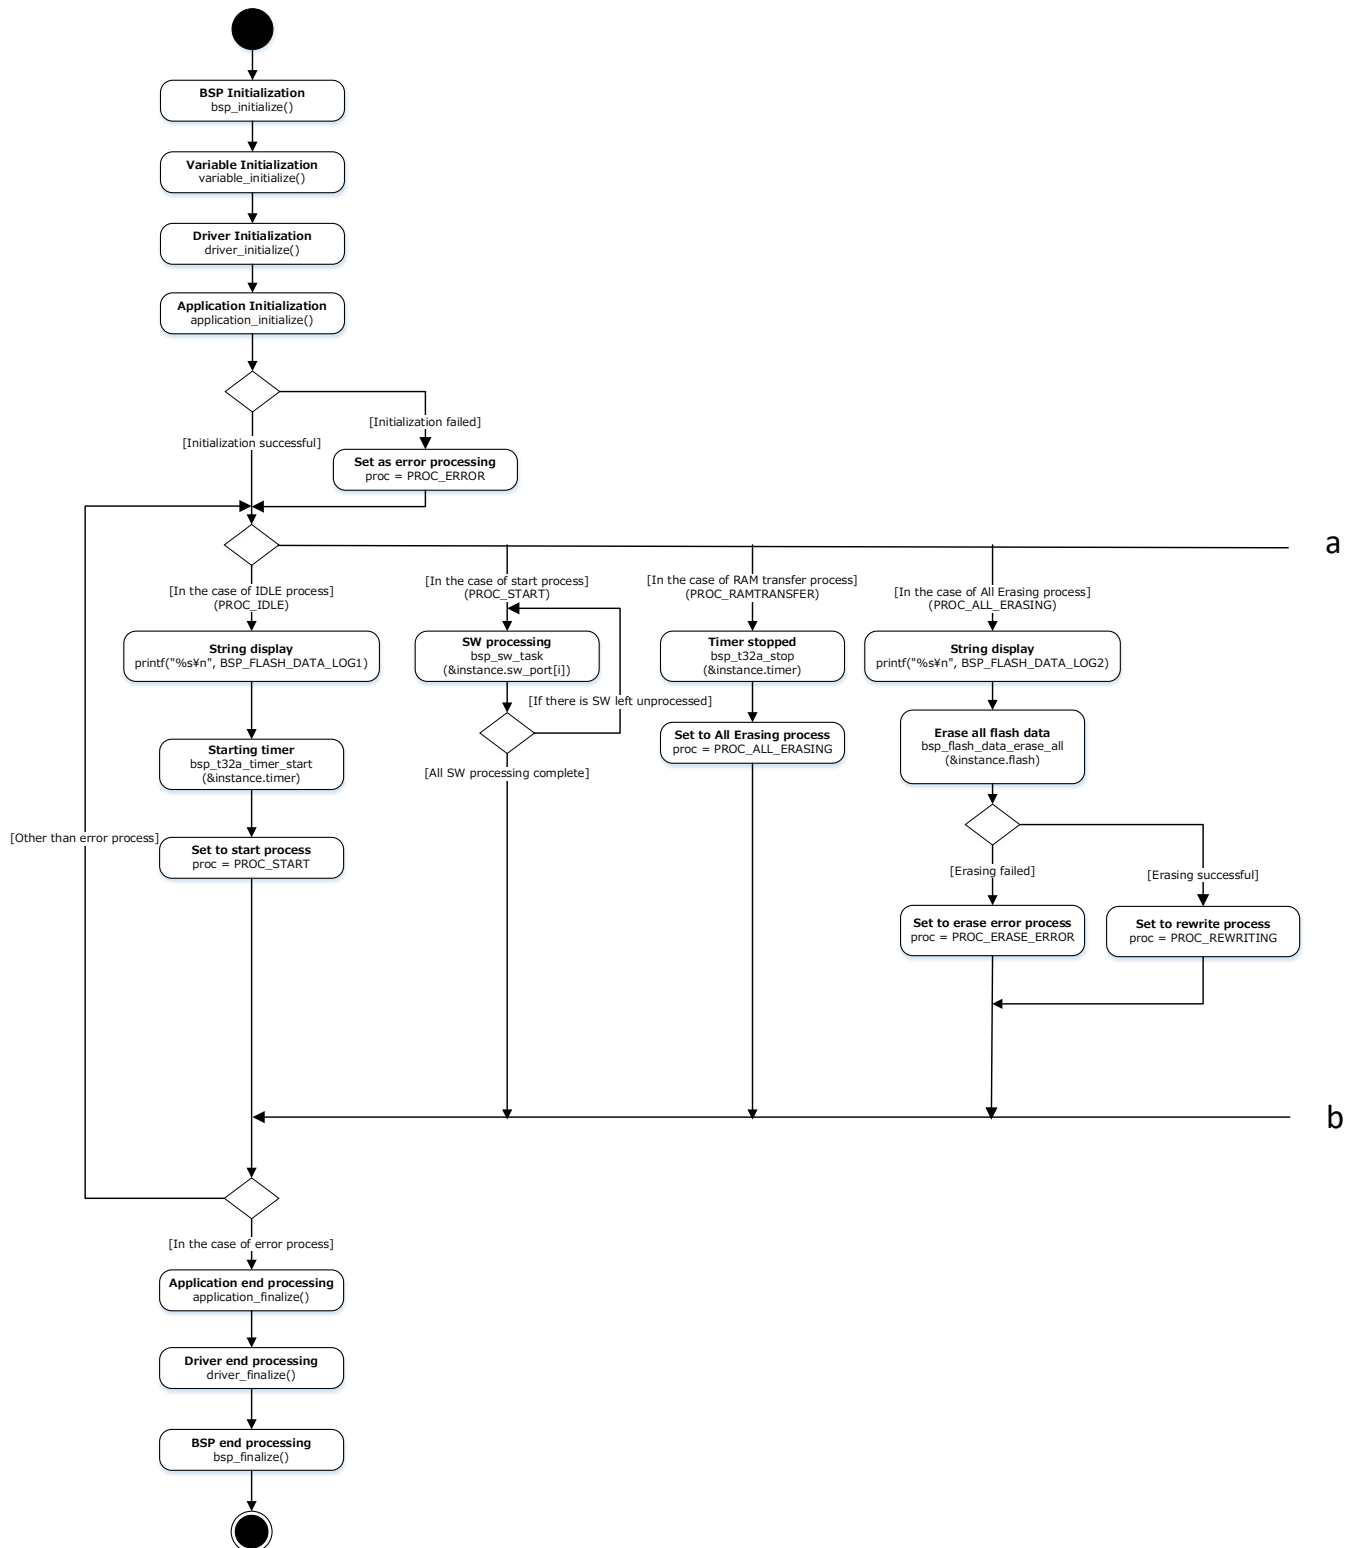 BSP Initialization
bsp_initialize()
Variable Initialization
variable_initialize()
Driver Initialization
driver_initialize()
Application Initialization
application_initialize()
[Initialization failed]
[Initialization successful]
Set as error processing
proc = PROC_ERROR
a
[In the case of IDLE process]
(PROC_IDLE)
String display
printf("%s¥n", BSP_FLASH_DATA_LOG1)
Starting timer
bsp_t32a_timer_start
(&instance.timer)
Set to start process
proc = PROC_START
[In the case of start process]
(PROC_START)
SW processing
bsp_sw_task
(&instance.sw_port[i])
[If there is SW left unprocessed]
[All SW processing complete]
[In the case of RAM transfer process]
(PROC_RAMTRANSFER)
Timer stopped
bsp_t32a_stop
(&instance.timer)
Set to All Erasing process
proc = PROC_ALL_ERASING
[In the case of All Erasing process]
(PROC_ALL_ERASING)
String display
printf("%s¥n", BSP_FLASH_DATA_LOG2)
Erase all flash data
bsp_flash_data_erase_all
(&instance.flash)
[Erasing failed]
[Erasing successful]
Set to erase error process
proc = PROC_ERASE_ERROR
Set to rewrite process
proc = PROC_REWRITING
[Other than error process]
b
[In the case of error process]
Application end processing
application_finalize()
Driver end processing
driver_finalize()
BSP end processing
bsp_finalize()